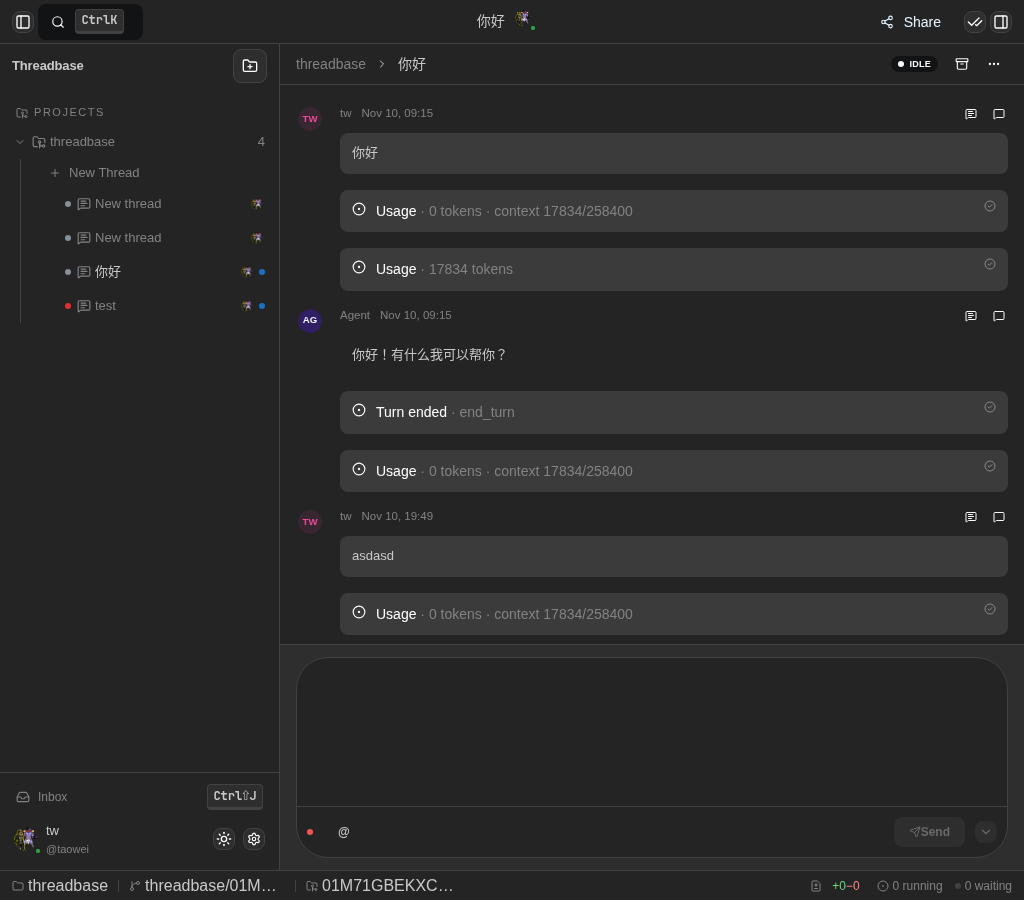 CtrlK
你好
Share
Threadbase
PROJECTS
threadbase 4
New Thread
New thread
New thread
你好
test
threadbase > 你好
IDLE
TW tw Nov 10, 09:15
你好
Usage · 0 tokens · context 17834/258400
Usage · 17834 tokens
AG Agent Nov 10, 09:15
你好！有什么我可以帮你？
Turn ended · end_turn
Usage · 0 tokens · context 17834/258400
TW tw Nov 10, 19:49
asdasd
Usage · 0 tokens · context 17834/258400
@ Send
Inbox Ctrl⇧J
tw
@taowei
threadbase threadbase/01M… 01M71GBEKXC… +0−0 0 running 0 waiting